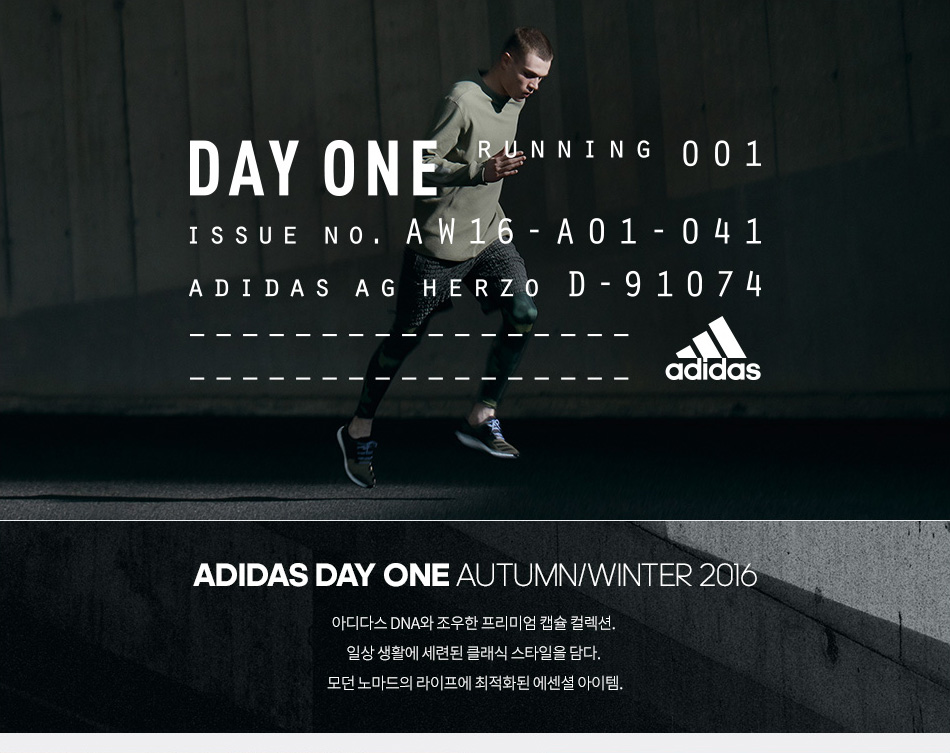 DAY ONE RUNNING 001
ISSUE NO. AW16-A01-041
ADIDAS AG HERZO D-91074
adidas
ADIDAS DAY ONE AUTUMN/WINTER 2016
아디다스 DNA와 조우한 프리미엄 캡슐 컬렉션.
일상 생활에 세련된 클래식 스타일을 담다.
모던 노마드의 라이프에 최적화된 에센셜 아이템.